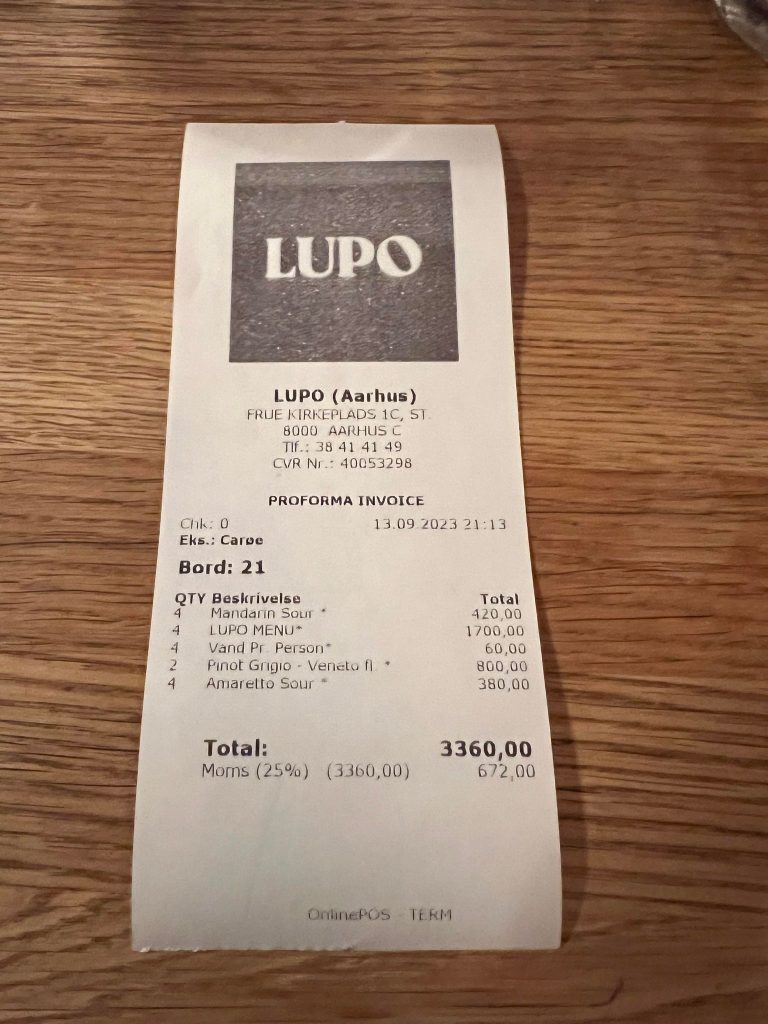 LUPO
LUPO (Aarhus)
FRUE KIRKEPLADS 1C, ST.
8000 AARHUS C
Tlf.: 38 41 41 49
CVR Nr.: 40053298
PROFORMA INVOICE
Chk: 0 13.09.2023 21:13
Eks.: Carøe
Bord: 21
QTY Beskrivelse Total
4 Mandarin Sour * 420,00
4 LUPO MENU* 1700,00
4 Vand Pr. Person* 60,00
2 Pinot Grigio - Veneto fl. * 800,00
4 Amaretto Sour * 380,00
Total: 3360,00
Moms (25%) (3360,00) 672,00
OnlinePOS - TERM